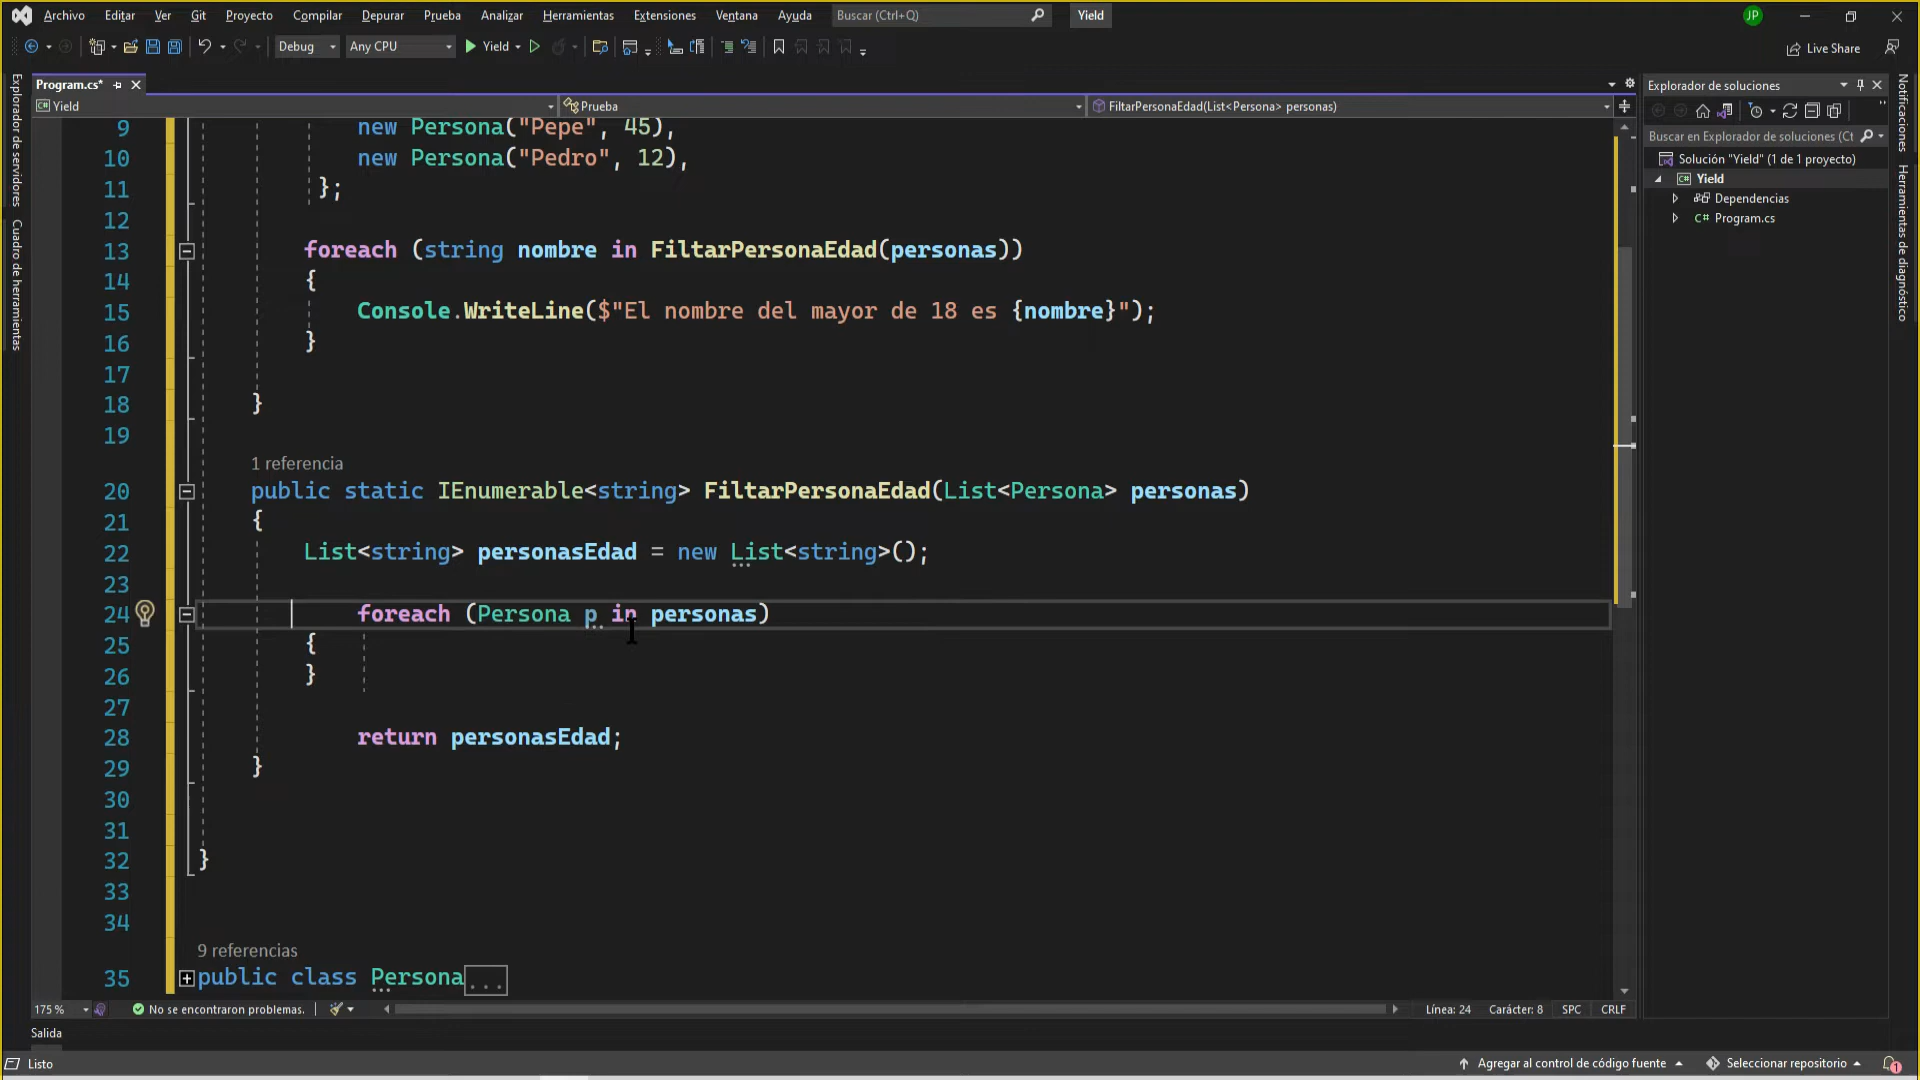 Archivo Editar Ver Git Proyecto Compilar Depurar Prueba Analizar Herramientas Extensiones Ventana Ayuda Buscar (Ctrl+Q) Yield JP
Debug Any CPU Yield Live Share
Program.cs*
Yield Prueba FiltarPersonaEdad(List<Persona> personas)
9 new Persona("Pepe", 45),
10 new Persona("Pedro", 12),
11 };
12
13 foreach (string nombre in FiltarPersonaEdad(personas))
14 {
15 Console.WriteLine($"El nombre del mayor de 18 es {nombre}");
16 }
17
18 }
19
1 referencia
20 public static IEnumerable<string> FiltarPersonaEdad(List<Persona> personas)
21 {
22 List<string> personasEdad = new List<string>();
23
24 foreach (Persona p in personas)
25 {
26 }
27
28 return personasEdad;
29 }
30
31
32 }
33
34
9 referencias
35 public class Persona...
175 % No se encontraron problemas. Línea: 24 Carácter: 8 SPC CRLF
Salida
Listo Agregar al control de código fuente Seleccionar repositorio 1
Explorador de servidores
Cuadro de herramientas
Explorador de soluciones
Buscar en Explorador de soluciones (Ct
Solución "Yield" (1 de 1 proyecto)
C# Yield
Dependencias
C# Program.cs
Notificaciones
Herramientas de diagnóstico